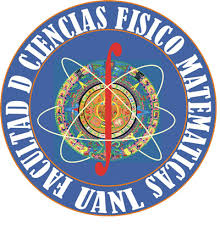 FACULTAD D CIENCIAS FISICO MATEMATICAS
UANL